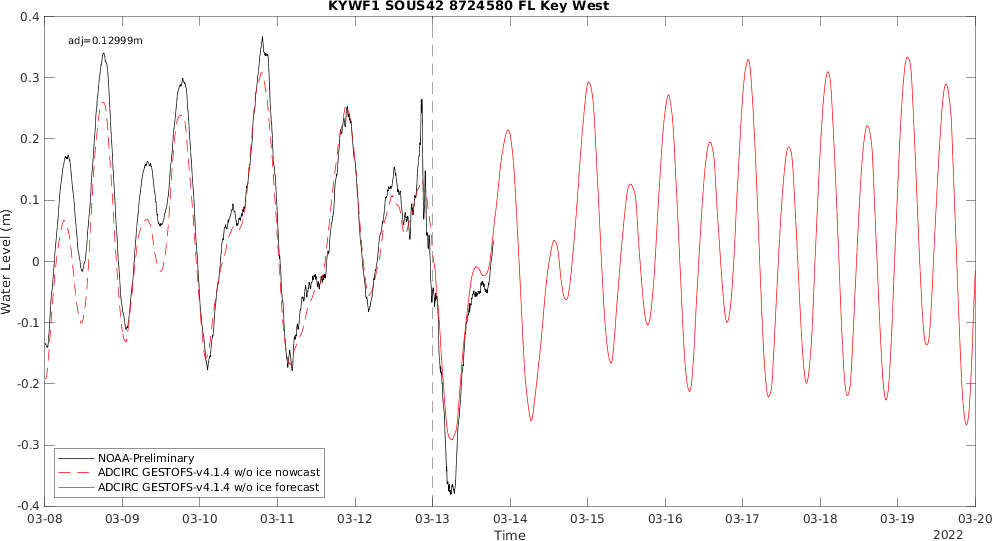 KYWF1 SOUS42 8724580 FL Key West
0.4
adj=0.12999m
0.3
0.2
0.1
0
-0.1
-0.2
-0.3
-0.4
Water Level (m)
NOAA-Preliminary
ADCIRC GESTOFS-v4.1.4 w/o ice nowcast
ADCIRC GESTOFS-v4.1.4 w/o ice forecast
03-08 03-09 03-10 03-11 03-12 03-13 03-14 03-15 03-16 03-17 03-18 03-19 03-20
Time
2022